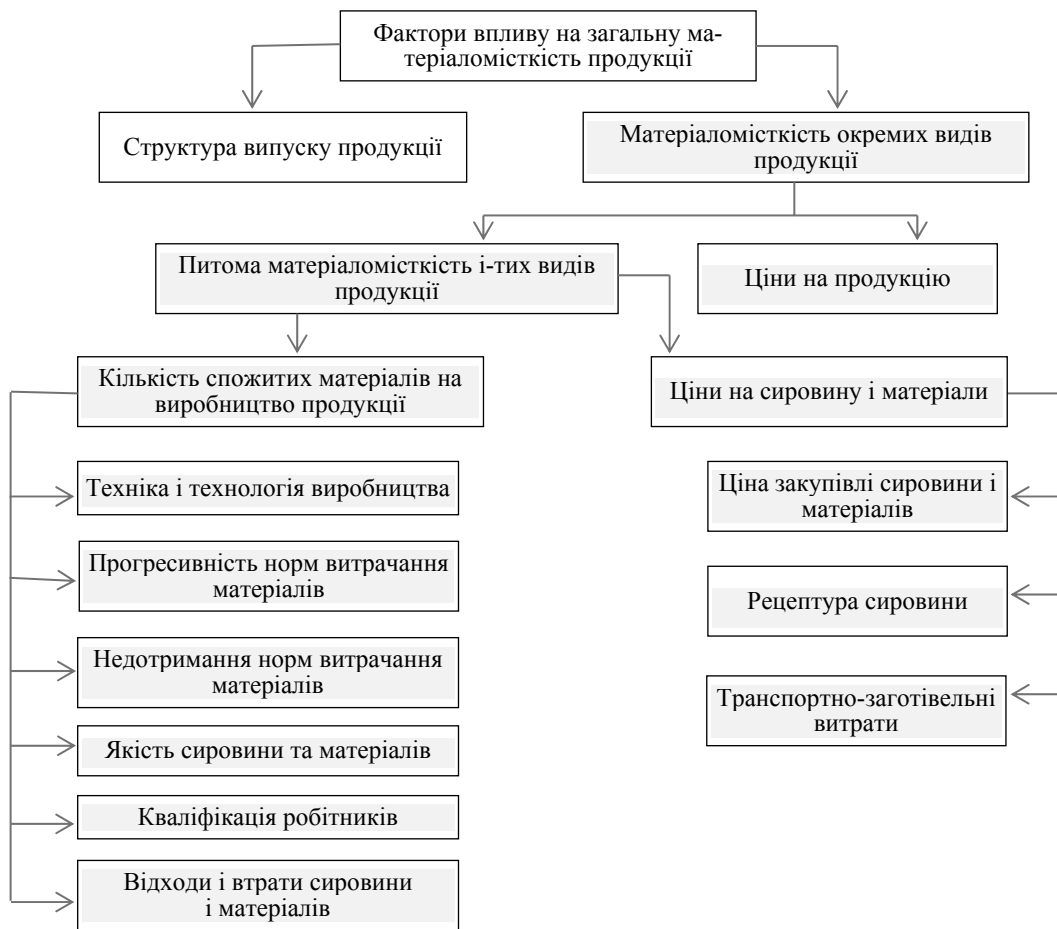 Фактори впливу на загальну ма-
теріаломісткість продукції
Структура випуску продукції
Матеріаломісткість окремих видів
продукції
Питома матеріаломісткість і-тих видів
продукції
Ціни на продукцію
Кількість спожитих матеріалів на
виробництво продукції
Ціни на сировину і матеріали
Техніка і технологія виробництва
Прогресивність норм витрачання
матеріалів
Недотримання норм витрачання
матеріалів
Якість сировини та матеріалів
Кваліфікація робітників
Відходи і втрати сировини
і матеріалів
Ціна закупівлі сировини і
матеріалів
Рецептура сировини
Транспортно-заготівельні
витрати